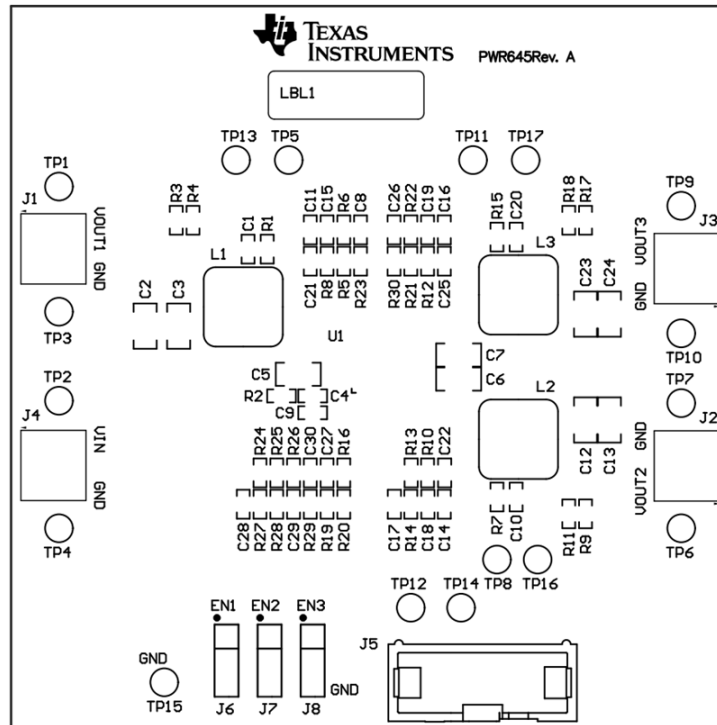 TEXAS
INSTRUMENTS
PWR645Rev. A
LBL1
TP13 TP5 TP11 TP17
TP1
J1
VOUT1 GND
TP3
R3 R4
C1 R1
L1
C2 C3
C11 C15 R6 C8
C21 R8 R5 R23
C26 R22 C19 C16
R30 R21 R12 C25
R15 C20
R18 R17
L3
C23 C24
TP9
J3
VOUT3
GND
TP10
U1
C5
R2 C4
C9
C7
C6
TP2
J4
VIN
GND
TP4
L2
C12 C13
TP7
J2
GND
VOUT2
TP6
R24 R25 R26 C30 C27 R16
C28 R27 R28 C29 R29 R19 R20
R13 R10 C22
C17 R14 C18 C14
R7 C10
R11 R9
TP8 TP16
TP12 TP14
EN1 EN2 EN3
J5
GND
TP15
J6 J7 J8
GND